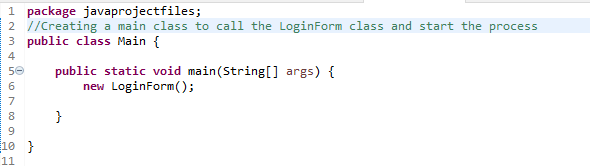 1 package javaprojectfiles;
2 //Creating a main class to call the LoginForm class and start the process
3 public class Main {
4
5 public static void main(String[] args) {
6 new LoginForm();
7
8 }
9
10 }
11